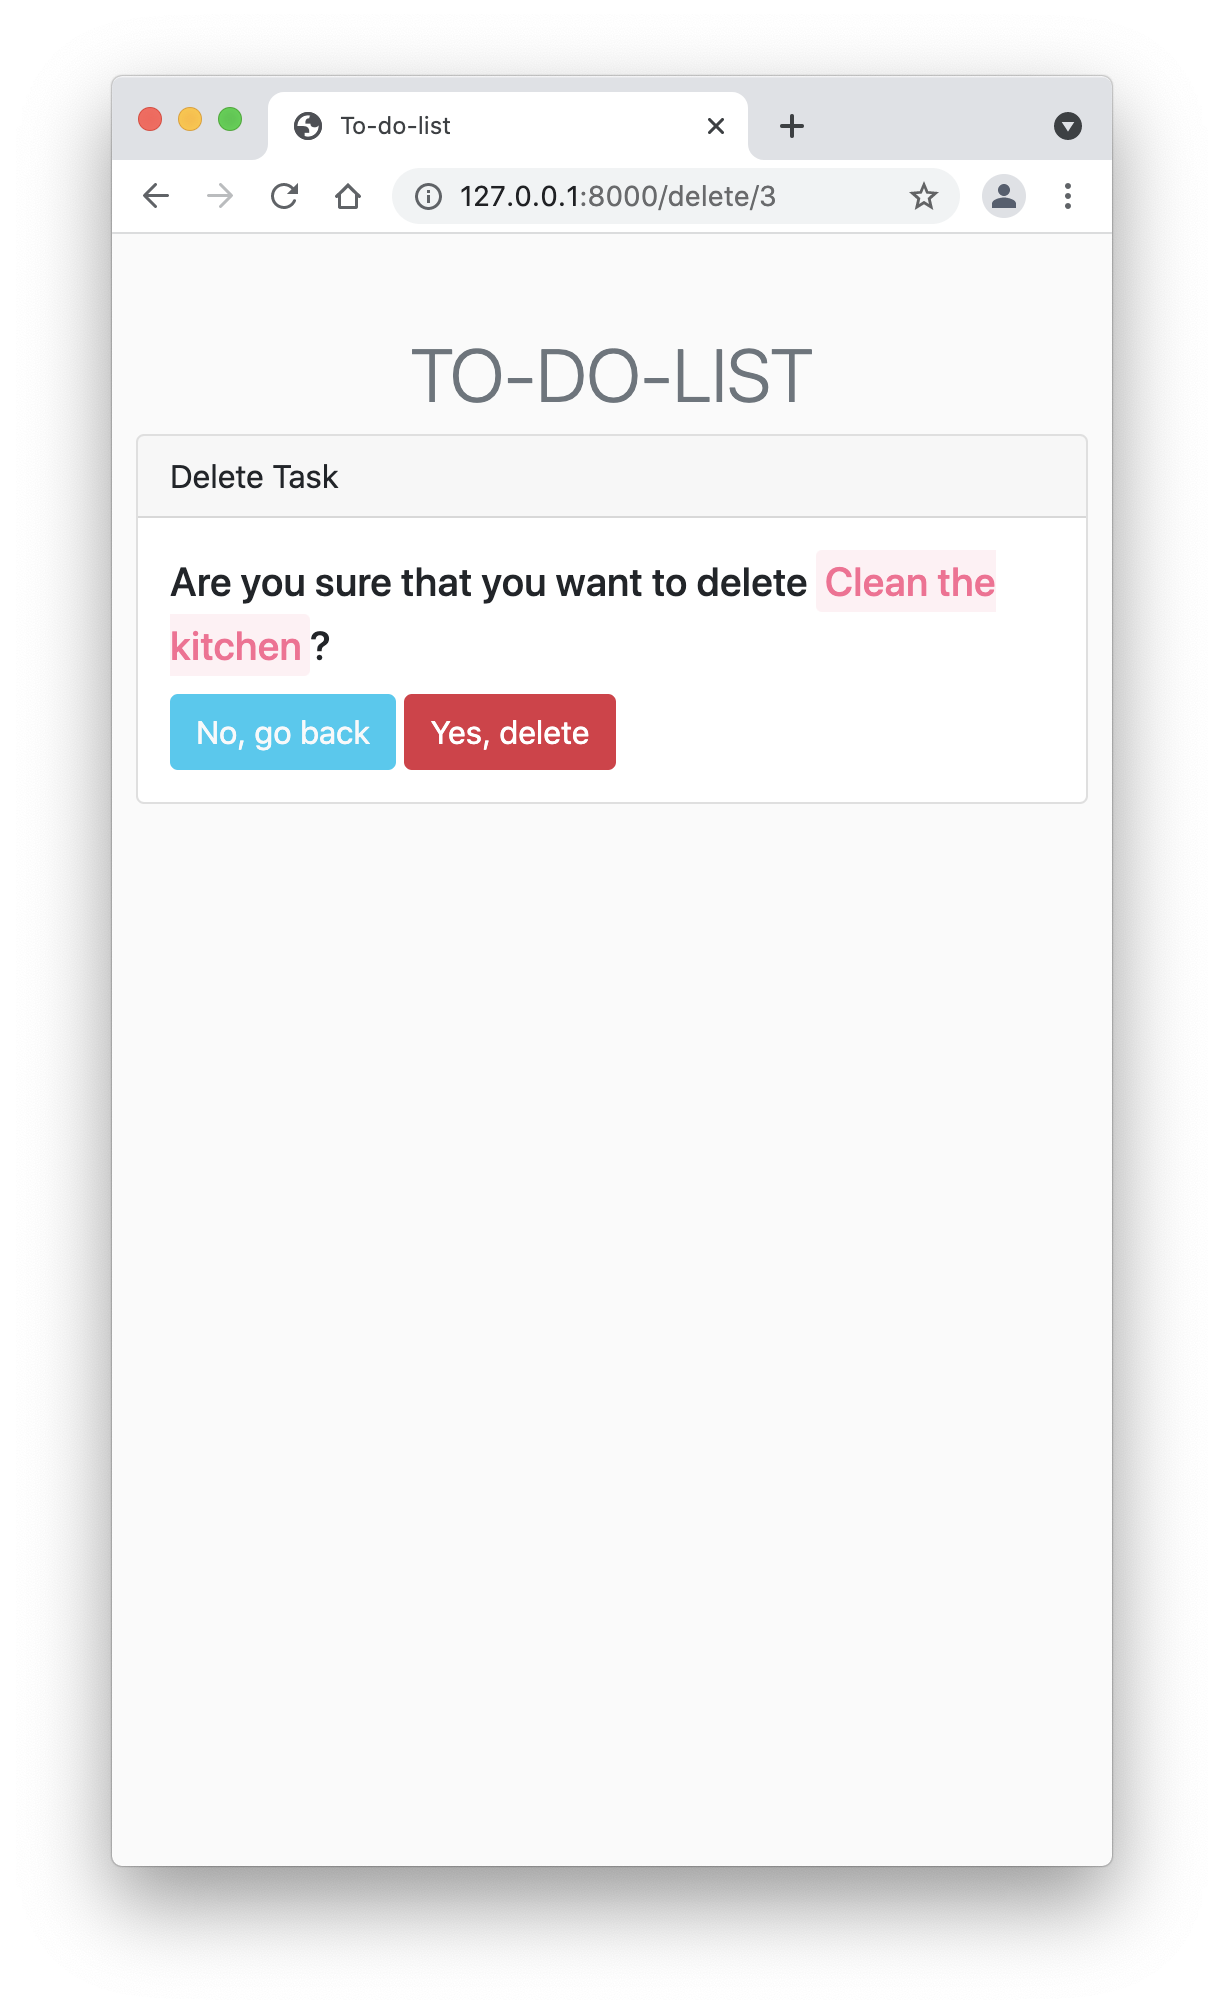 To-do-list
127.0.0.1:8000/delete/3
TO-DO-LIST
Delete Task
Are you sure that you want to delete Clean the
kitchen ?
No, go back Yes, delete